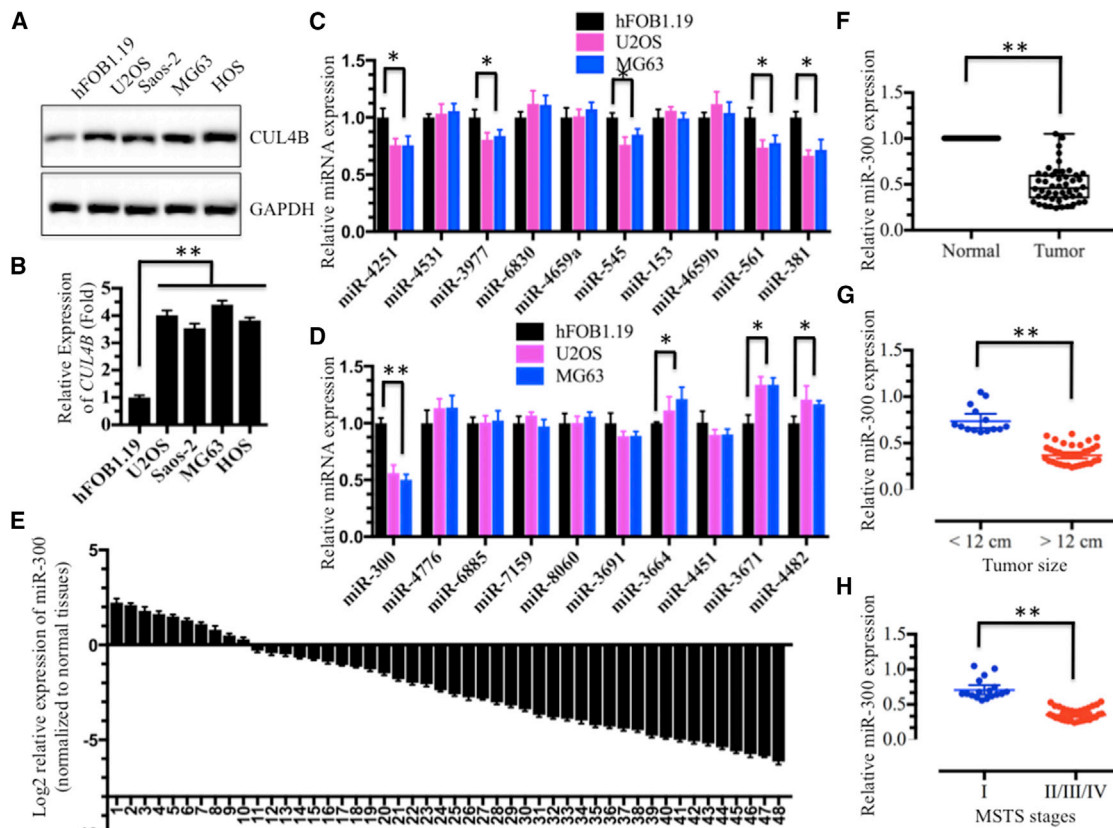 A
hFOB1.19
U2OS
Saos-2
MG63
HOS
CUL4B
GAPDH
B
**
Relative Expression
of CUL4B (Fold)
5
4
3
2
1
0
hFOB1.19
U2OS
Saos-2
MG63
HOS
C
hFOB1.19
U2OS
MG63
* * * * *
Relative miRNA expression
1.5
1.0
0.5
0.0
miR-4251
miR-4531
miR-3977
miR-6830
miR-4659a
miR-545
miR-153
miR-4659b
miR-561
miR-381
D
hFOB1.19
U2OS
MG63
** * * *
Relative miRNA expression
1.5
1.0
0.5
0.0
miR-300
miR-4776
miR-6885
miR-7159
miR-8060
miR-3691
miR-3664
miR-4451
miR-3671
miR-4482
E
Log2 relative expression of miR-300
(normalized to normal tissues)
5
0
-5
1 2 3 4 5 6 7 8 9 10 11 12 13 14 15 16 17 18 19 20 21 22 23 24 25 26 27 28 29 30 31 32 33 34 35 36 37 38 39 40 41 42 43 44 45 46 47 48
F
**
Relative miR-300 expression
1.5
1.0
0.5
0.0
Normal
Tumor
G
**
Relative miR-300 expression
1.5
1.0
0.5
0.0
< 12 cm
> 12 cm
Tumor size
H
**
Relative miR-300 expression
1.5
1.0
0.5
0.0
I
II/III/IV
MSTS stages